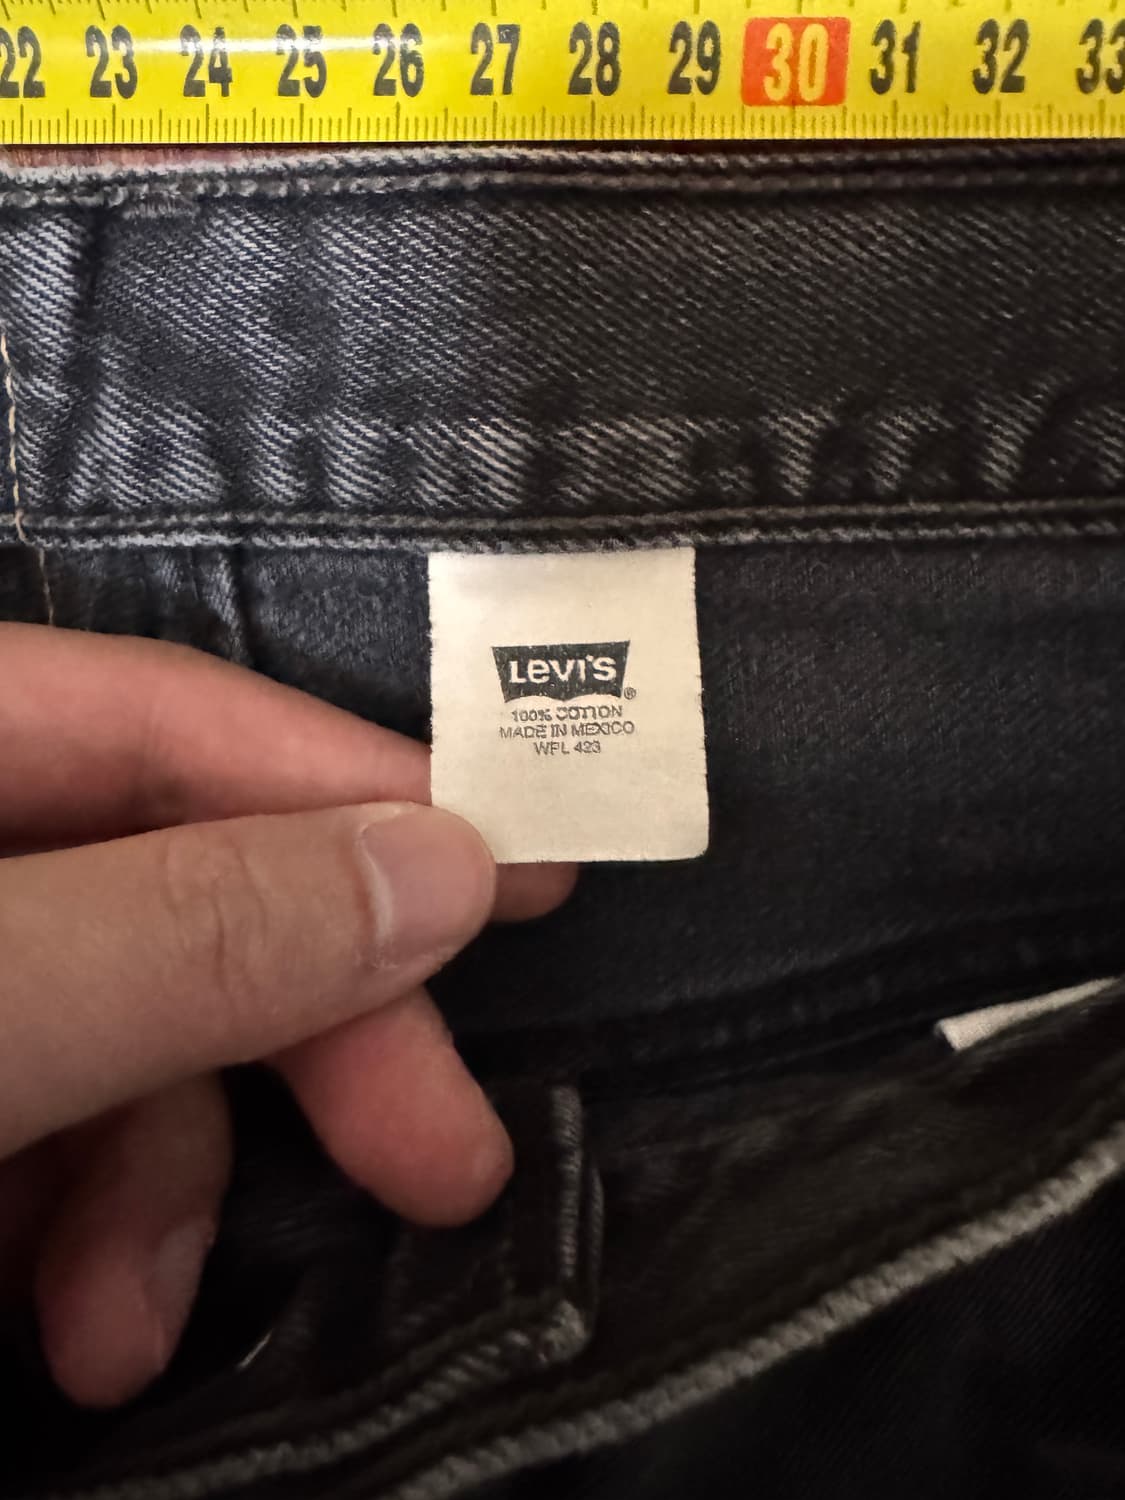 22 23 24 25 26 27 28 29 30 31 32 33
LEVI'S ®
100% COTTON
MADE IN MEXICO
WPL 423